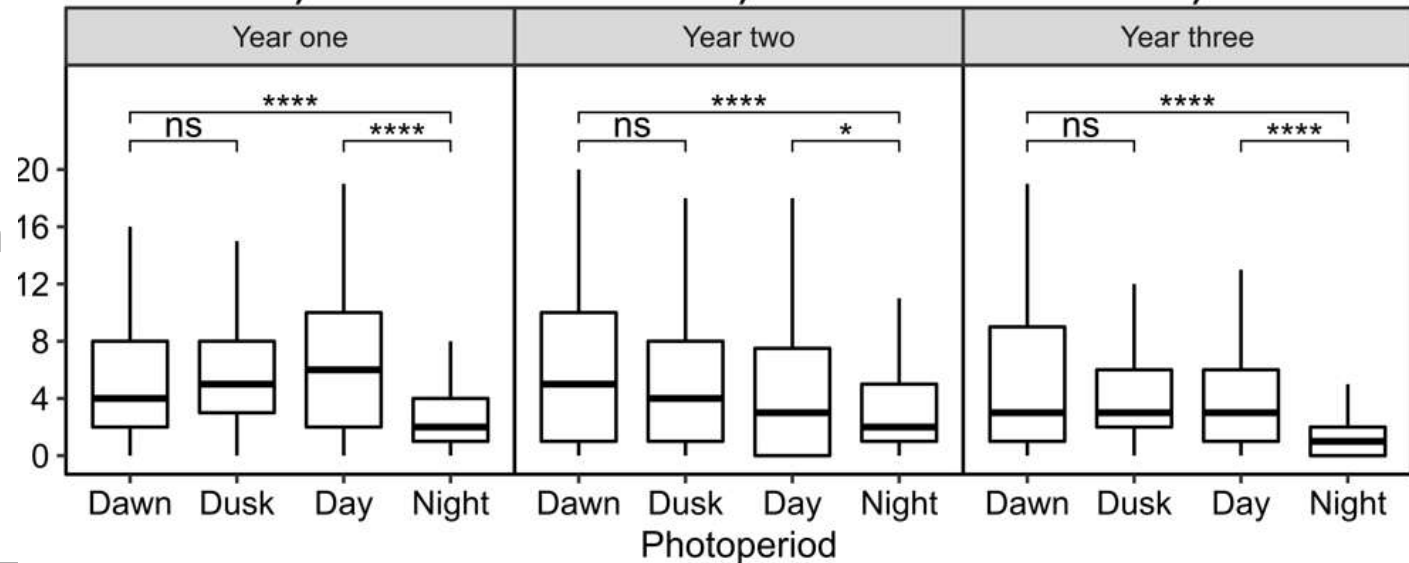 Year one Year two Year three
**** **** ****
ns **** ns * ns ****
20
16
12
8
4
0
Dawn Dusk Day Night Dawn Dusk Day Night Dawn Dusk Day Night
Photoperiod